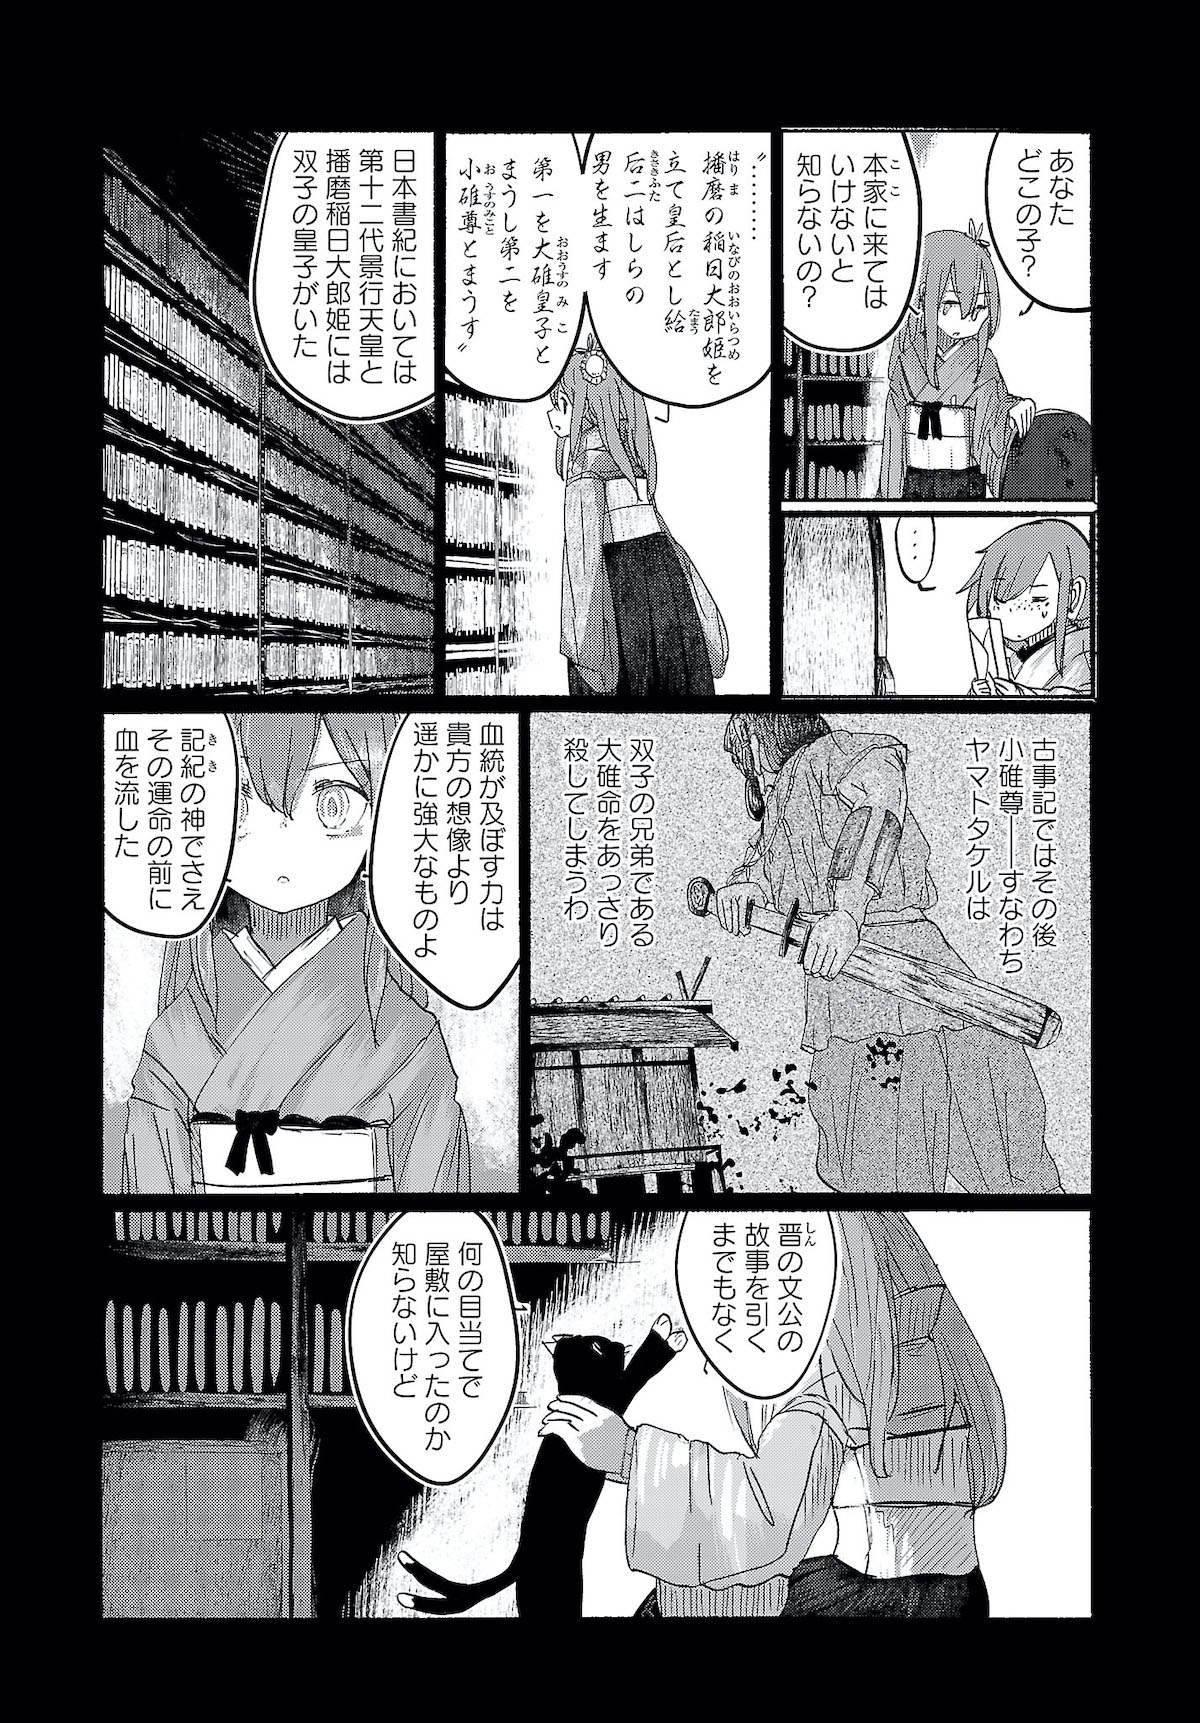 あなた
どこの子？
本家に来ては
いけないと
知らないの？
…
〝………
播磨の稲日大郎姫を
立て皇后とし給
后二はしらの
男を生ます
第一を大碓皇子と
まうし第二を
小碓尊とまうす〟
日本書紀においては
第十二代景行天皇と
播磨稲日大郎姫には
双子の皇子がいた
古事記ではその後
小碓尊――すなわち
ヤマトタケルは
双子の兄弟である
大碓命をあっさり
殺してしまうわ
血統が及ぼす力は
貴方の想像より
遥かに強大なものよ
記紀の神でさえ
その運命の前に
血を流した
晋の文公の
故事を引く
までもなく
何の目当てで
屋敷に入ったのか
知らないけど